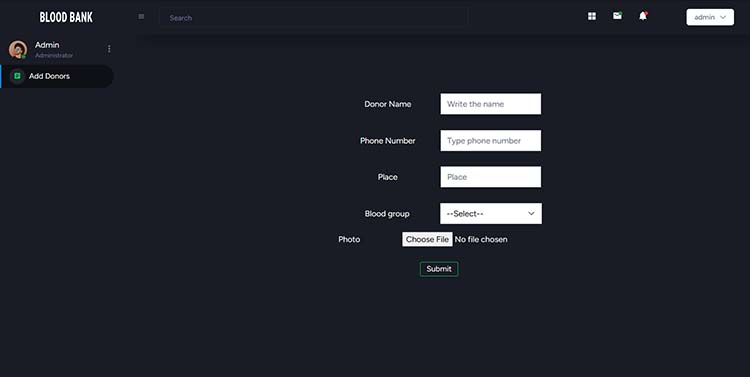 BLOOD BANK
Search
admin
Admin
Administrator
Add Donors
Donor Name
Write the name
Phone Number
Type phone number
Place
Place
Blood group
--Select--
Photo
Choose File No file chosen
Submit